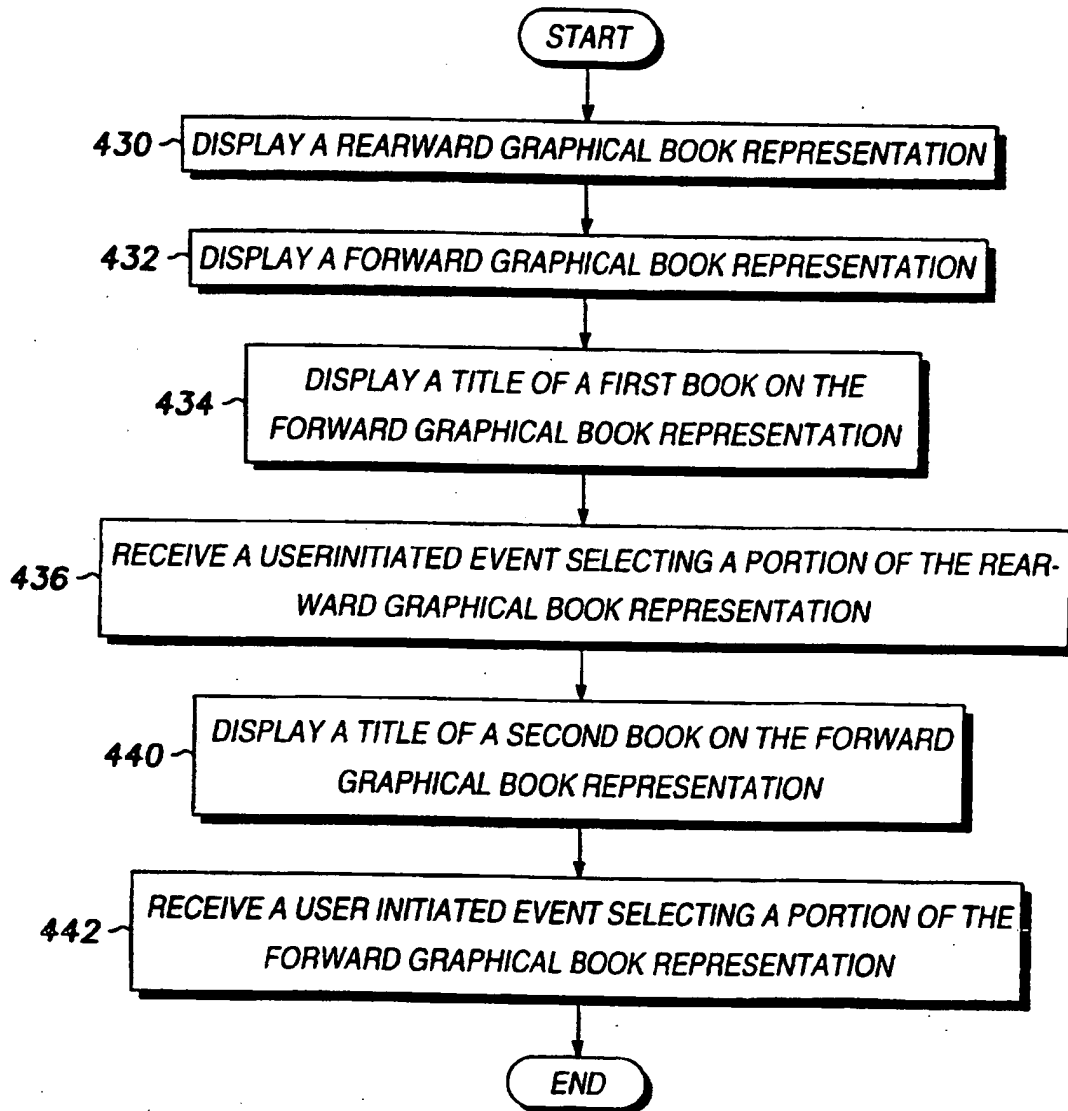 START
430 DISPLAY A REARWARD GRAPHICAL BOOK REPRESENTATION
432 DISPLAY A FORWARD GRAPHICAL BOOK REPRESENTATION
DISPLAY A TITLE OF A FIRST BOOK ON THE
434
FORWARD GRAPHICAL BOOK REPRESENTATION
RECEIVE A USERINITIATED EVENT SELECTING A PORTION OF THE REAR-
436
WARD GRAPHICAL BOOK REPRESENTATION
DISPLAY A TITLE OF A SECOND BOOK ON THE FORWARD
440
GRAPHICAL BOOK REPRESENTATION
RECEIVE A USER INITIATED EVENT SELECTING A PORTION OF THE
442
FORWARD GRAPHICAL BOOK REPRESENTATION
END